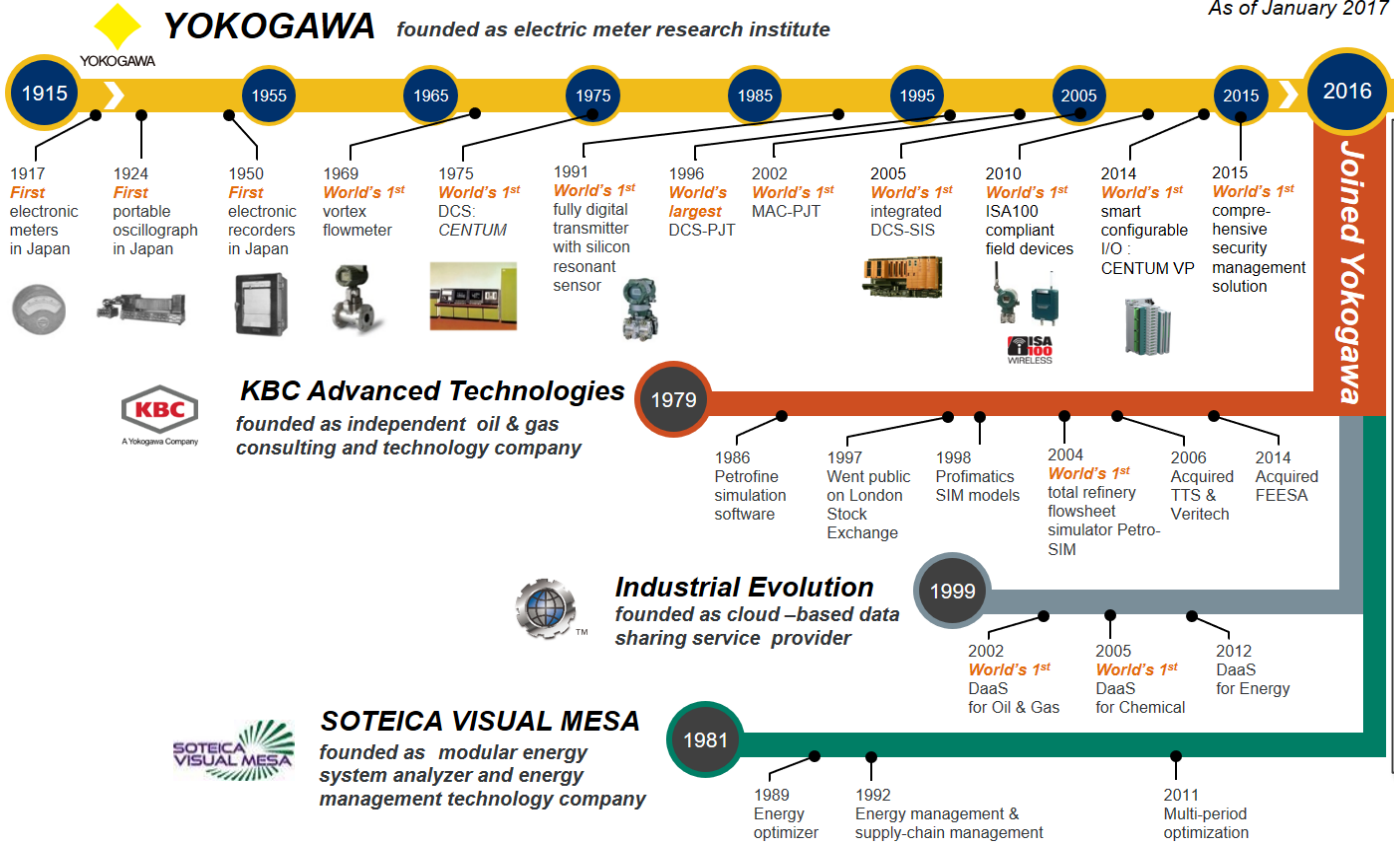 As of January 2017
YOKOGAWA founded as electric meter research institute
YOKOGAWA
1915
1955
1965
1975
1985
1995
2005
2015
2016
Joined Yokogawa
1917
First
electronic
meters
in Japan
1924
First
portable
oscillograph
in Japan
1950
First
electronic
recorders
in Japan
1969
World's 1st
vortex
flowmeter
1975
World's 1st
DCS:
CENTUM
1991
World's 1st
fully digital
transmitter
with silicon
resonant
sensor
1996
World's
largest
DCS-PJT
2002
World's 1st
MAC-PJT
2005
World's 1st
integrated
DCS-SIS
2010
World's 1st
ISA100
compliant
field devices
ISA
100
WIRELESS
2014
World's 1st
smart
configurable
I/O :
CENTUM VP
2015
World's 1st
compre-
hensive
security
management
solution
KBC
A Yokogawa Company
KBC Advanced Technologies
founded as independent oil & gas
consulting and technology company
1979
1986
Petrofine
simulation
software
1997
Went public
on London
Stock
Exchange
1998
Profimatics
SIM models
2004
World's 1st
total refinery
flowsheet
simulator Petro-
SIM
2006
Acquired
TTS &
Veritech
2014
Acquired
FEESA
TM
Industrial Evolution
founded as cloud –based data
sharing service provider
1999
2002
World's 1st
DaaS
for Oil & Gas
2005
World's 1st
DaaS
for Chemical
2012
DaaS
for Energy
SOTEICA
VISUAL MESA
SOTEICA VISUAL MESA
founded as modular energy
system analyzer and energy
management technology company
1981
1989
Energy
optimizer
1992
Energy management &
supply-chain management
2011
Multi-period
optimization